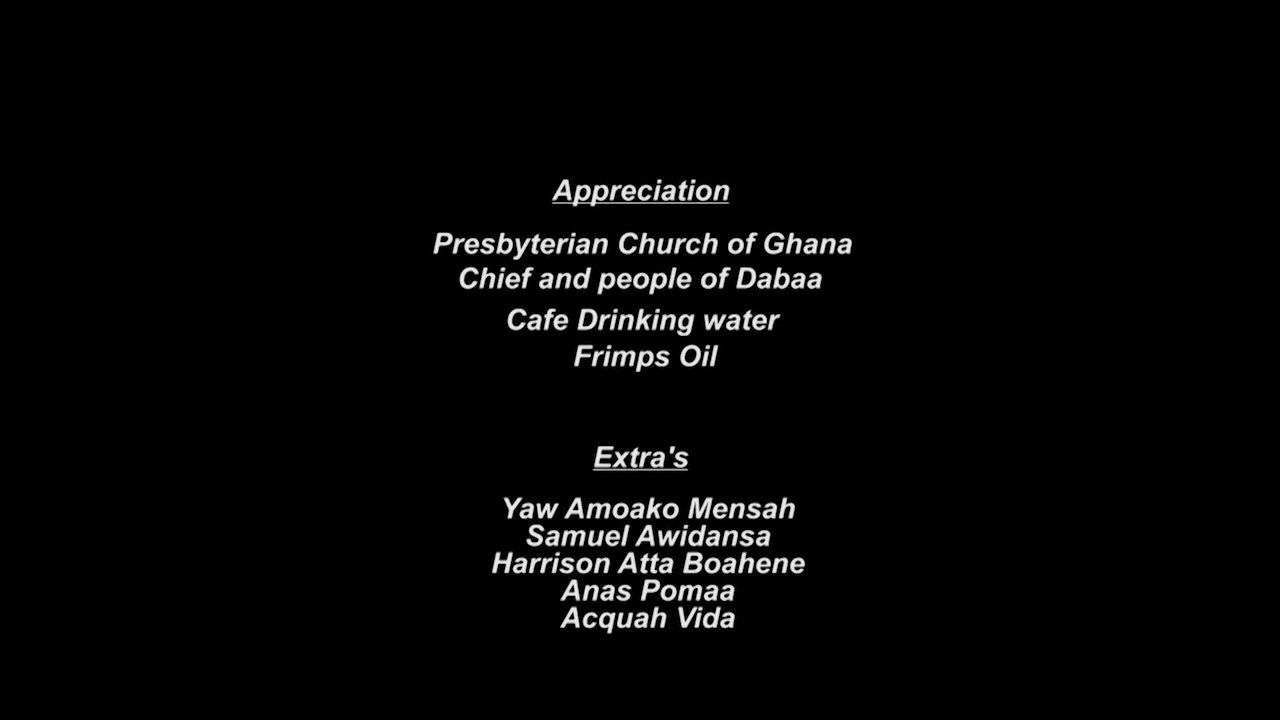 Appreciation
Presbyterian Church of Ghana
Chief and people of Dabaa
Cafe Drinking water
Frimps Oil
Extra's
Yaw Amoako Mensah
Samuel Awidansa
Harrison Atta Boahene
Anas Pomaa
Acquah Vida